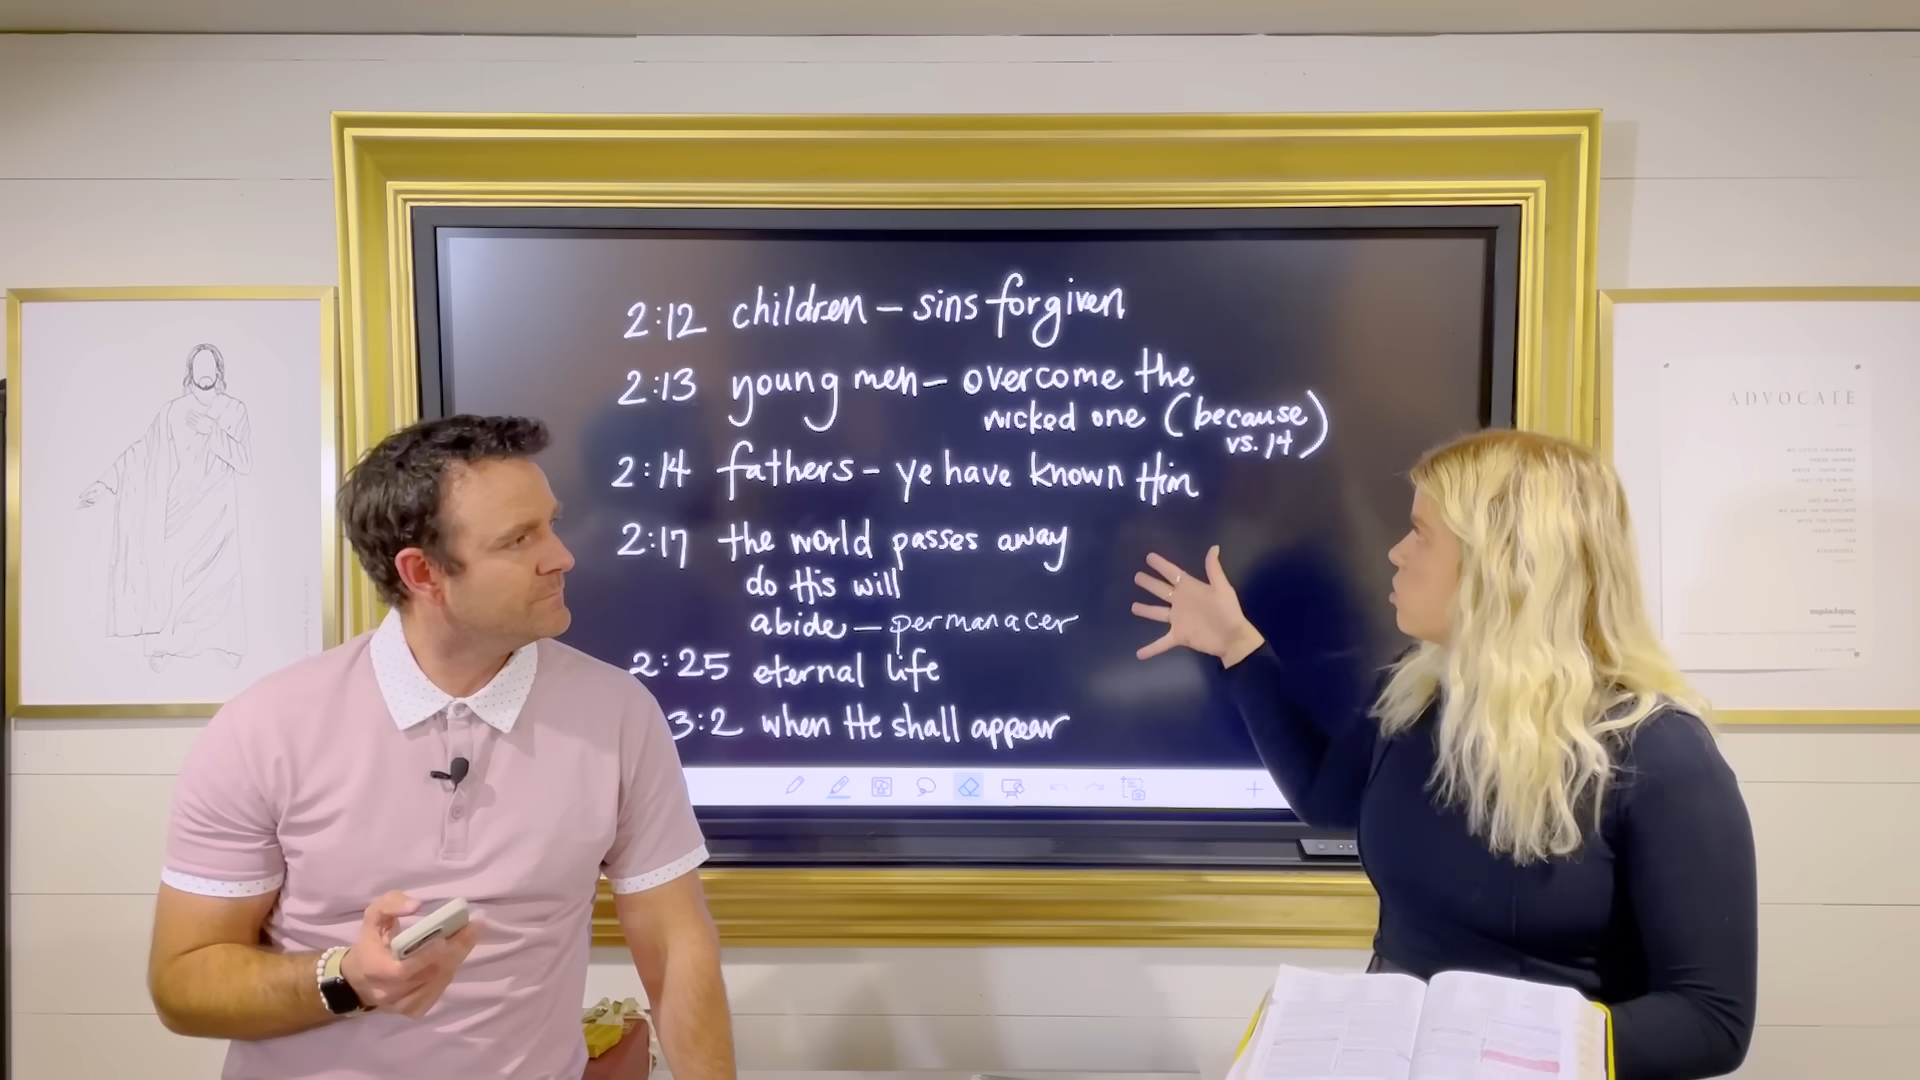 2:12 children – sins forgiven
2:13 young men – overcome the
wicked one (because
vs. 14)
2:14 fathers – ye have known Him
2:17 the world passes away
do His will
abide – permanacer
2:25 eternal life
3:2 when He shall appear
ADVOCATE